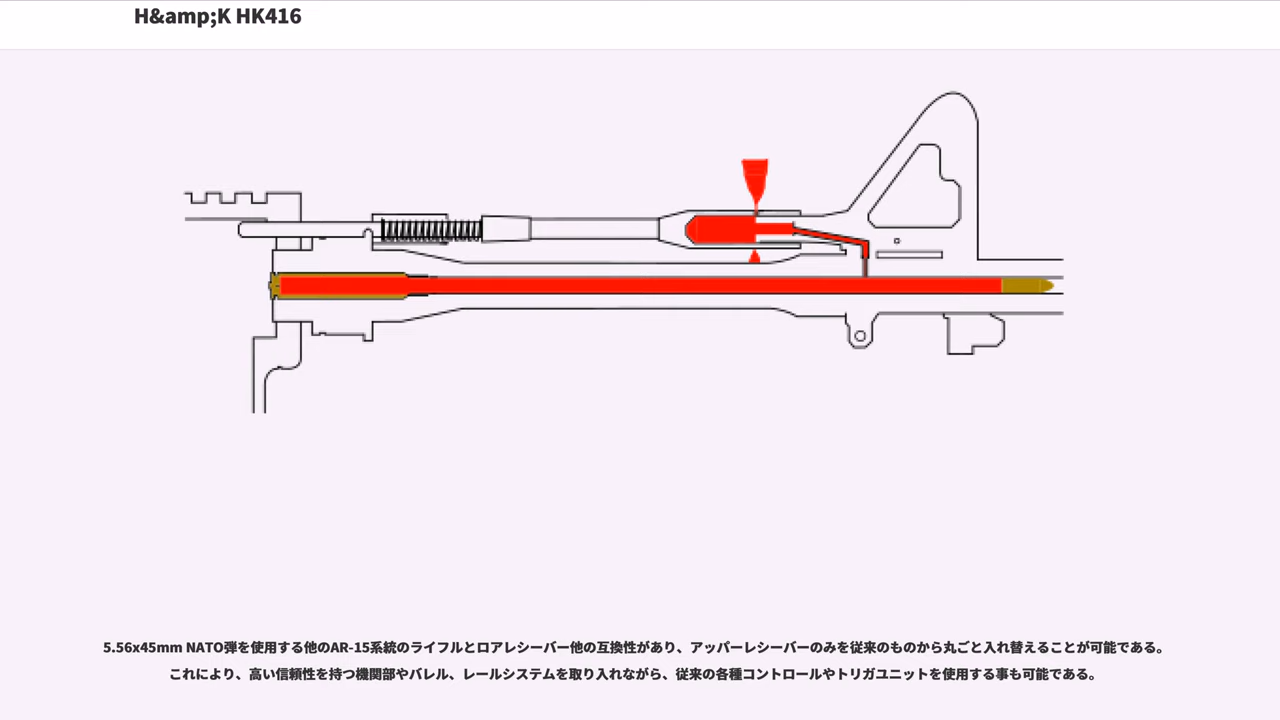 H&amp;K HK416
5.56x45mm NATO弾を使用する他のAR-15系統のライフルとロアレシーバー他の互換性があり、アッパーレシーバーのみを従来のものから丸ごと入れ替えることが可能である。
これにより、高い信頼性を持つ機関部やバレル、レールシステムを取り入れながら、従来の各種コントロールやトリガユニットを使用する事も可能である。